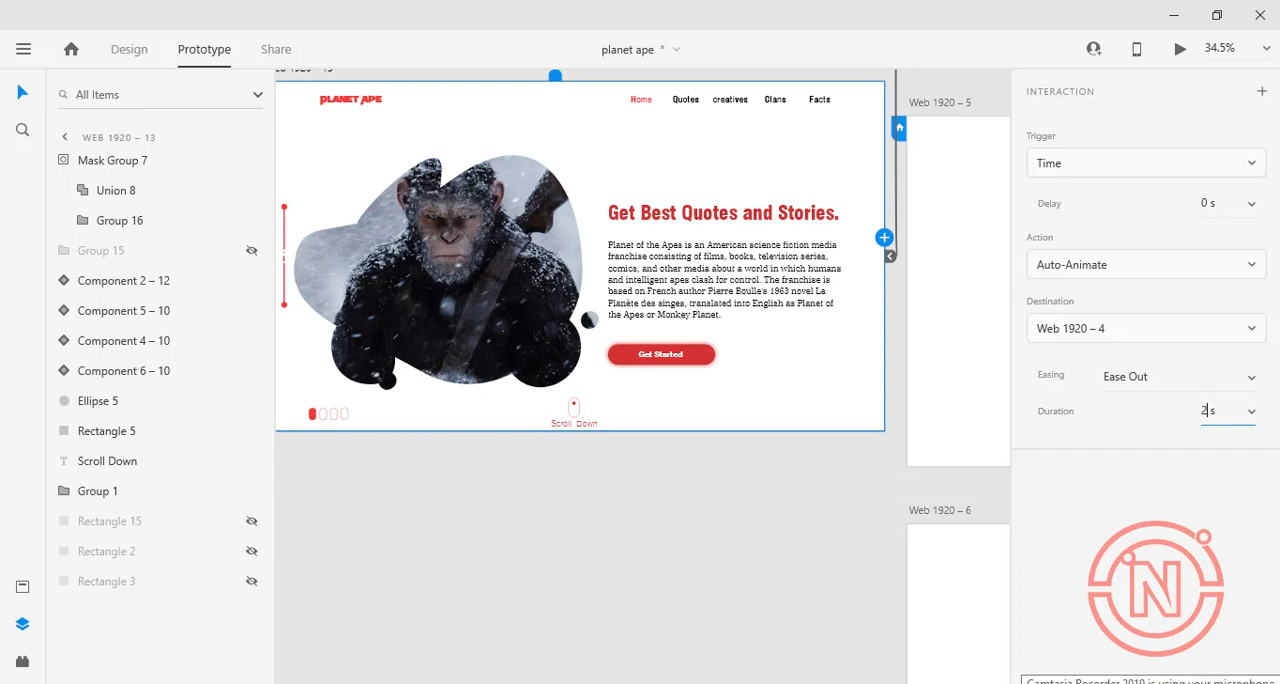 Design
Prototype
Share
planet ape *
34.5%
All Items
WEB 1920 – 13
Mask Group 7
Union 8
Group 16
Group 15
Component 2 – 12
Component 5 – 10
Component 4 – 10
Component 6 – 10
Ellipse 5
Rectangle 5
Scroll Down
Group 1
Rectangle 15
Rectangle 2
Rectangle 3
PLANET APE
Home
Quotes
creatives
Clans
Facts
Get Best Quotes and Stories.
Planet of the Apes is an American science fiction media
franchise consisting of films, books, television series,
comics, and other media about a world in which humans
and intelligent apes clash for control. The franchise is
based on French author Pierre Boulle's 1963 novel La
Planète des singes, translated into English as Planet of
the Apes or Monkey Planet.
Get Started
Scroll Down
Web 1920 – 5
Web 1920 – 6
INTERACTION
Trigger
Time
Delay
0 s
Action
Auto-Animate
Destination
Web 1920 – 4
Easing
Ease Out
Duration
2 s
N
Camtasia Recorder 2019 is using your microphone